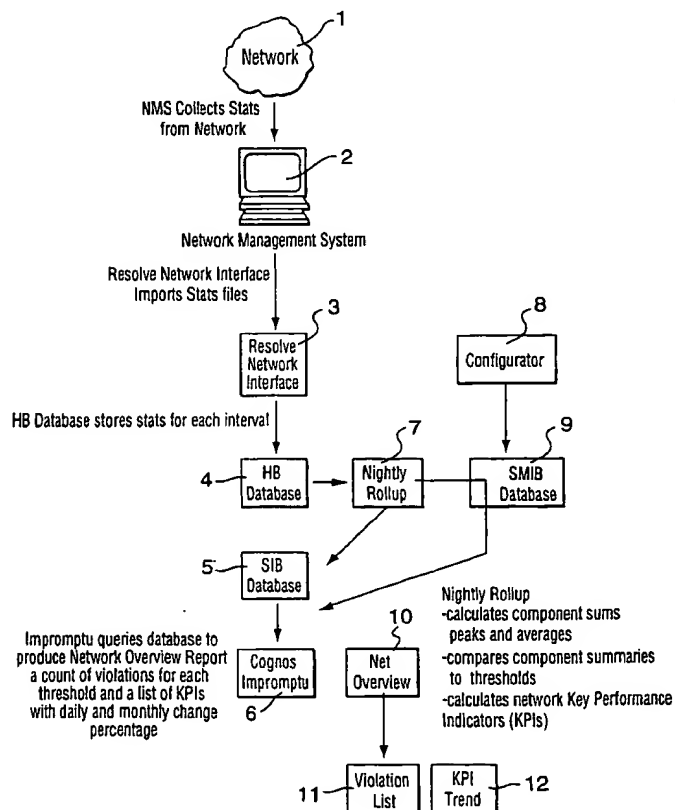 1
Network
NMS Collects Stats
from Network
2
Network Management System
Resolve Network Interface
Imports Stats files
3
Resolve
Network
Interface
8
Configurator
HB Database stores stats for each interval
7
9
4
HB
Database
Nightly
Rollup
SMIB
Database
5
SIB
Database
Nightly Rollup
-calculates component sums
peaks and averages
-compares component summaries
to thresholds
-calculates network Key Performance
Indicators (KPIs)
10
Impromptu queries database to
produce Network Overview Report
a count of violations for each
threshold and a list of KPIs
with daily and monthly change
percentage
Cognos
Impromptu
6
Net
Overview
11
Violation
List
KPI
Trend
12